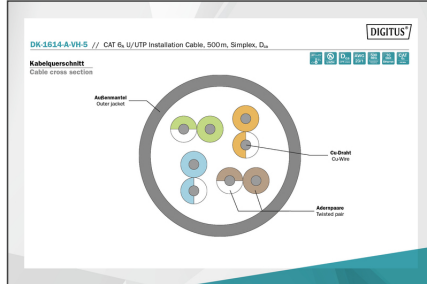 DIGITUS®
DK-1614-A-VH-5 // CAT 6A U/UTP Installation Cable, 500m, Simplex, Dca
Kabelquerschnitt
Cable cross section
Außenmantel
Outer jacket
Cu-Draht
Cu-Wire
Adernpaare
Twisted pair